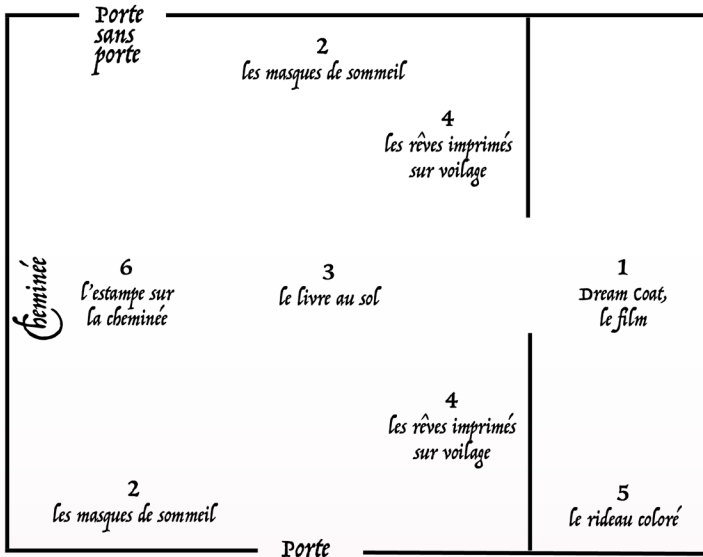 Porte
sans
porte
2
les masques de sommeil
4
les rêves imprimés
sur voilage
Cheminée
6
l'estampe sur
la cheminée
3
le livre au sol
1
Dream Coat,
le film
4
les rêves imprimés
sur voilage
2
les masques de sommeil
5
le rideau coloré
Porte